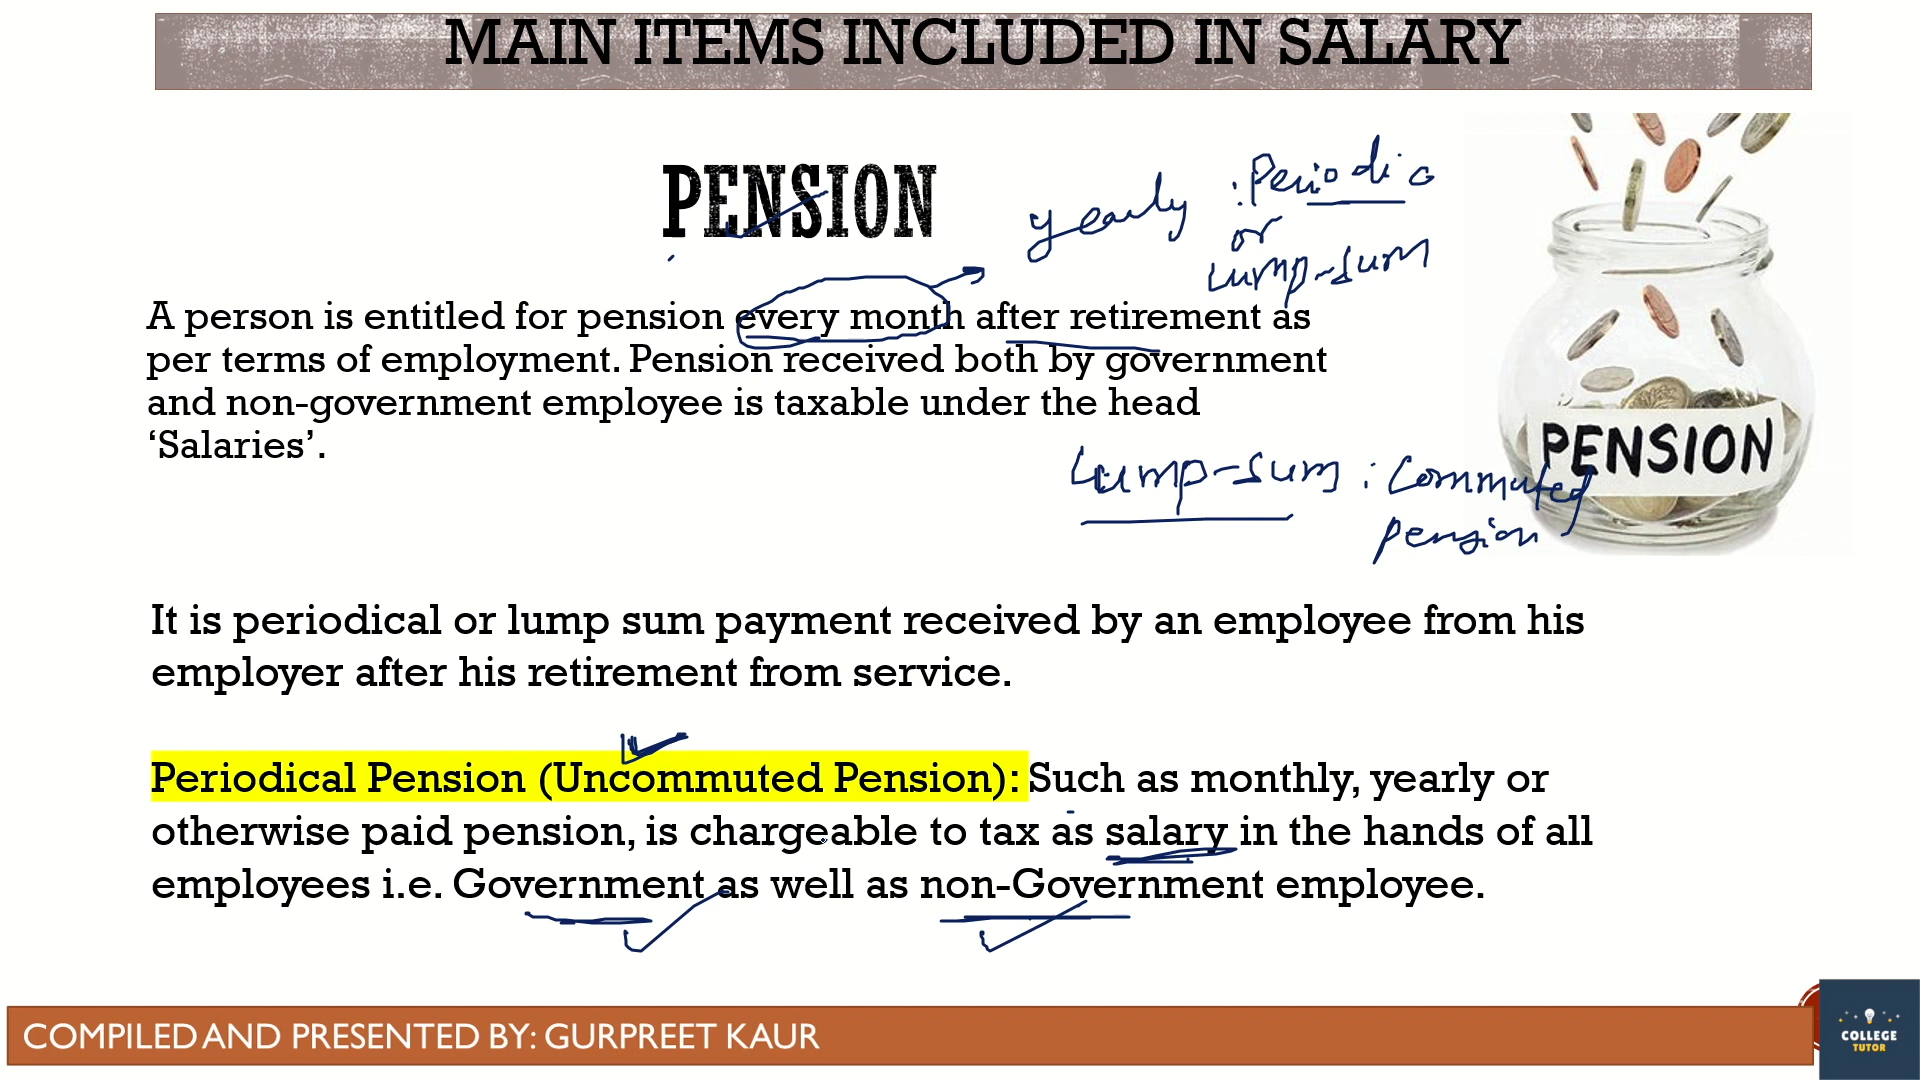 MAIN ITEMS INCLUDED IN SALARY
PENSION
yearly : Periodic
or
Lump-sum
A person is entitled for pension every month after retirement as
per terms of employment. Pension received both by government
and non-government employee is taxable under the head
‘Salaries’.
PENSION
Lump-sum : Commuted
pension
It is periodical or lump sum payment received by an employee from his
employer after his retirement from service.
Periodical Pension (Uncommuted Pension): Such as monthly, yearly or
otherwise paid pension, is chargeable to tax as salary in the hands of all
employees i.e. Government as well as non-Government employee.
COMPILED AND PRESENTED BY: GURPREET KAUR
COLLEGE
TUTOR